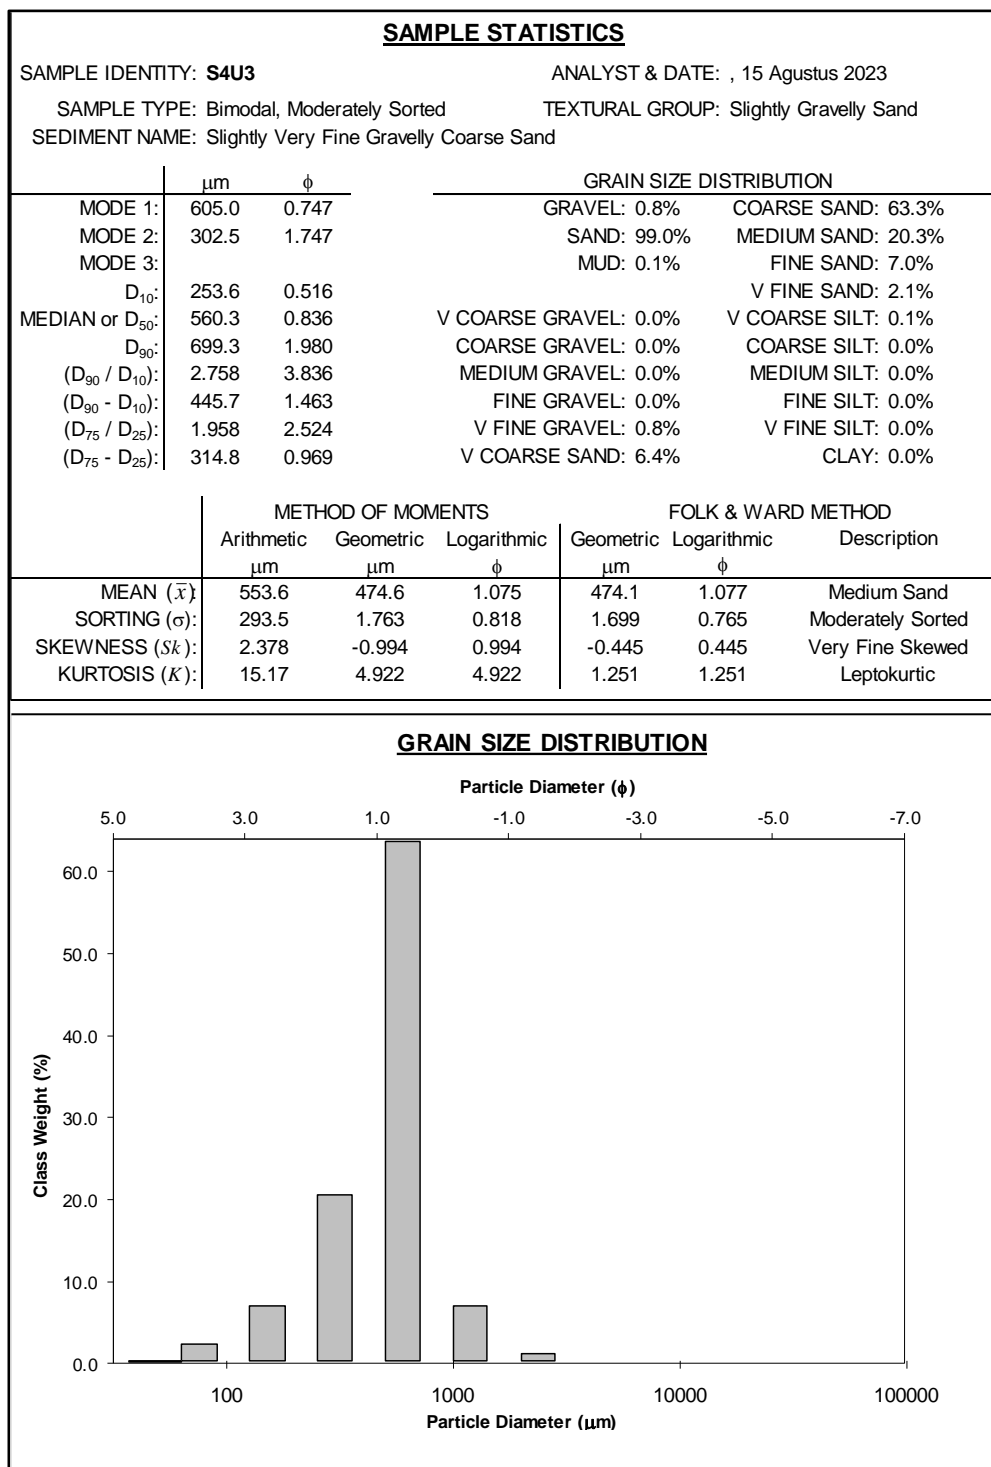 SAMPLE STATISTICS
SAMPLE IDENTITY: S4U3 ANALYST & DATE: , 15 Agustus 2023
SAMPLE TYPE: Bimodal, Moderately Sorted TEXTURAL GROUP: Slightly Gravelly Sand
SEDIMENT NAME: Slightly Very Fine Gravelly Coarse Sand
μm ϕ GRAIN SIZE DISTRIBUTION
MODE 1: 605.0 0.747 GRAVEL: 0.8% COARSE SAND: 63.3%
MODE 2: 302.5 1.747 SAND: 99.0% MEDIUM SAND: 20.3%
MODE 3: MUD: 0.1% FINE SAND: 7.0%
D10: 253.6 0.516 V FINE SAND: 2.1%
MEDIAN or D50: 560.3 0.836 V COARSE GRAVEL: 0.0% V COARSE SILT: 0.1%
D90: 699.3 1.980 COARSE GRAVEL: 0.0% COARSE SILT: 0.0%
(D90 / D10): 2.758 3.836 MEDIUM GRAVEL: 0.0% MEDIUM SILT: 0.0%
(D90 - D10): 445.7 1.463 FINE GRAVEL: 0.0% FINE SILT: 0.0%
(D75 / D25): 1.958 2.524 V FINE GRAVEL: 0.8% V FINE SILT: 0.0%
(D75 - D25): 314.8 0.969 V COARSE SAND: 6.4% CLAY: 0.0%
METHOD OF MOMENTS FOLK & WARD METHOD
Arithmetic Geometric Logarithmic Geometric Logarithmic Description
μm μm ϕ μm ϕ
MEAN (x̄): 553.6 474.6 1.075 474.1 1.077 Medium Sand
SORTING (σ): 293.5 1.763 0.818 1.699 0.765 Moderately Sorted
SKEWNESS (Sk): 2.378 -0.994 0.994 -0.445 0.445 Very Fine Skewed
KURTOSIS (K): 15.17 4.922 4.922 1.251 1.251 Leptokurtic
GRAIN SIZE DISTRIBUTION
Particle Diameter (ϕ)
5.0 3.0 1.0 -1.0 -3.0 -5.0 -7.0
60.0
50.0
40.0
30.0
20.0
10.0
0.0
Class Weight (%)
100 1000 10000 100000
Particle Diameter (μm)